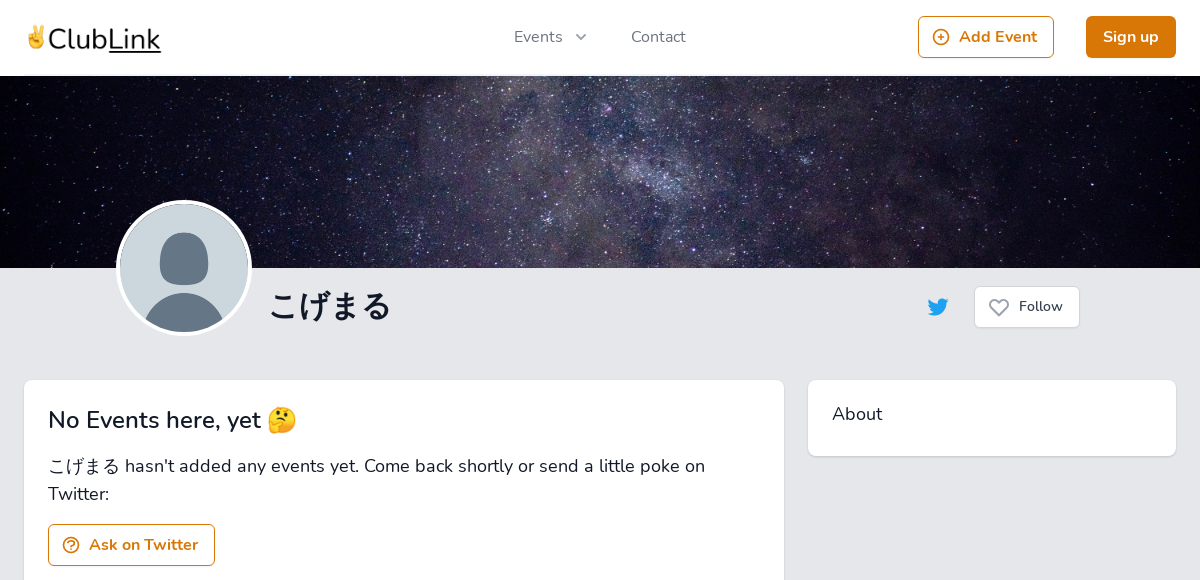 ✌️ClubLink
Events
Contact
Add Event
Sign up
こげまる
Follow
No Events here, yet 🤔
こげまる hasn't added any events yet. Come back shortly or send a little poke on
Twitter:
Ask on Twitter
About